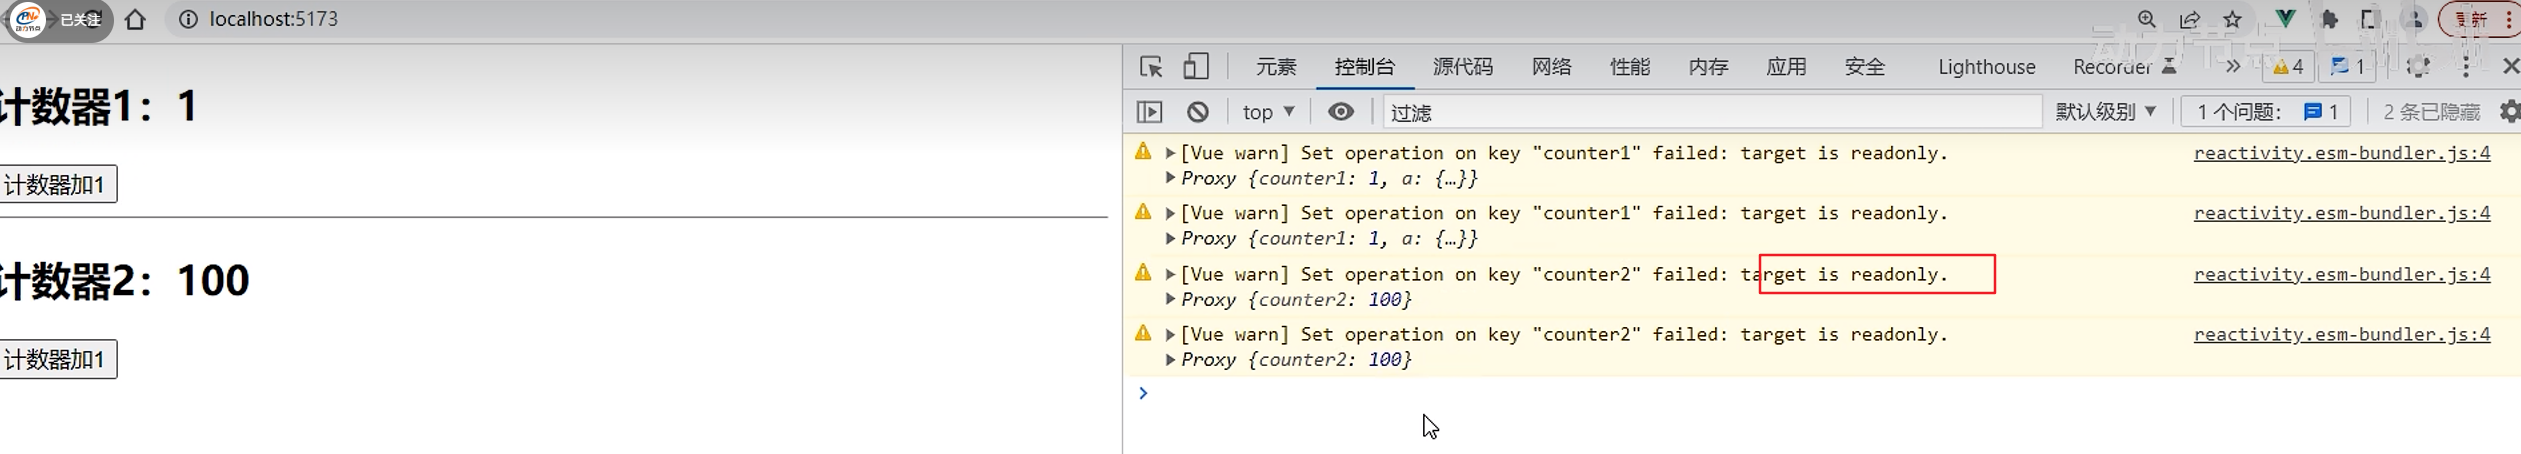 已关注
动力节点
localhost:5173
更新
计数器1：1
计数器加1
计数器2：100
计数器加1
元素 控制台 源代码 网络 性能 内存 应用 安全 Lighthouse Recorder 4 1
top 过滤 默认级别 1 个问题： 1 2 条已隐藏
[Vue warn] Set operation on key "counter1" failed: target is readonly. reactivity.esm-bundler.js:4
Proxy {counter1: 1, a: {…}}
[Vue warn] Set operation on key "counter1" failed: target is readonly. reactivity.esm-bundler.js:4
Proxy {counter1: 1, a: {…}}
[Vue warn] Set operation on key "counter2" failed: target is readonly. reactivity.esm-bundler.js:4
Proxy {counter2: 100}
[Vue warn] Set operation on key "counter2" failed: target is readonly. reactivity.esm-bundler.js:4
Proxy {counter2: 100}